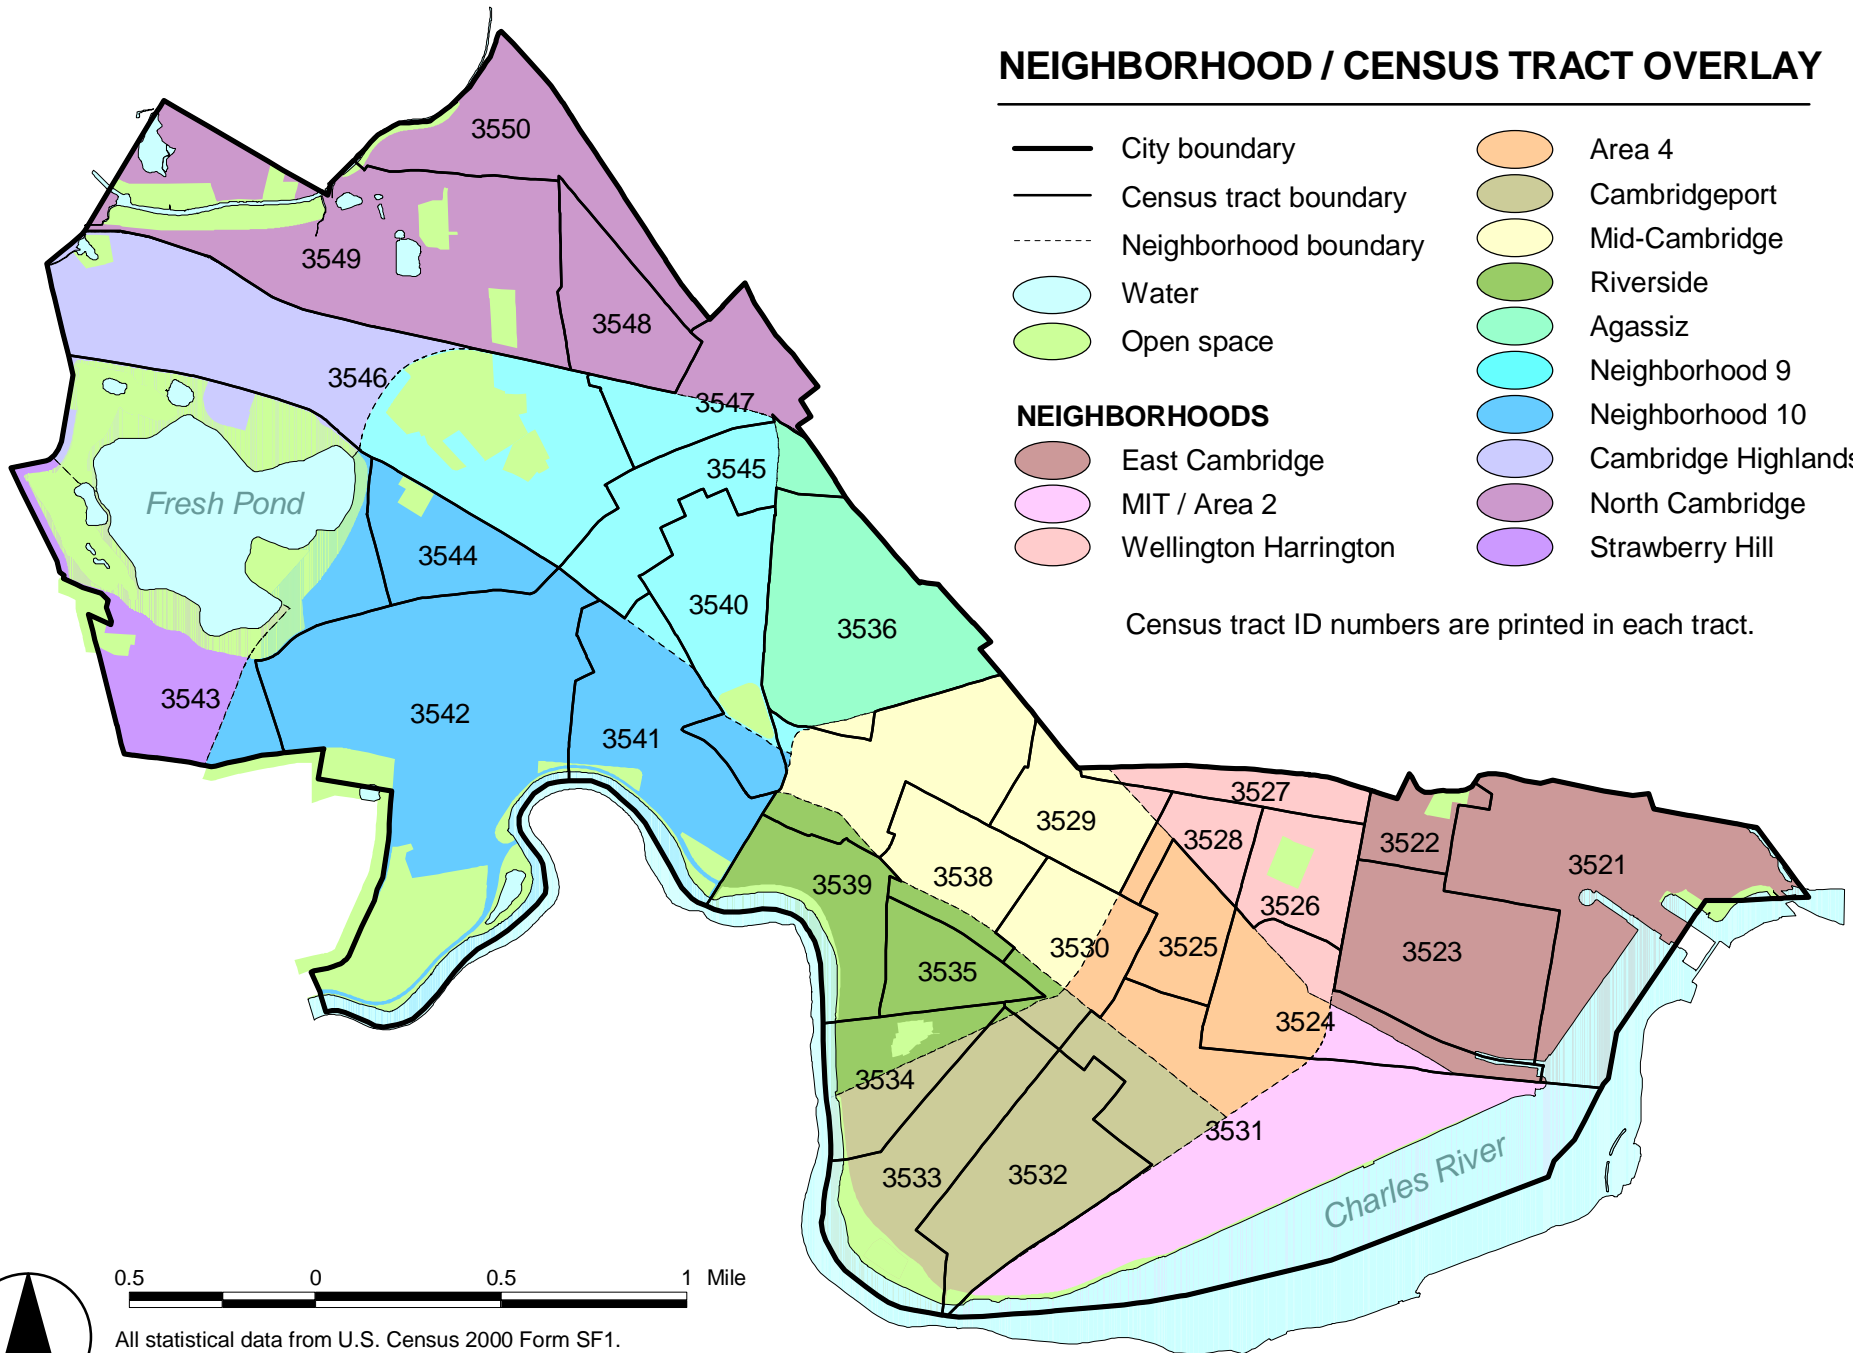 NEIGHBORHOOD / CENSUS TRACT OVERLAY
City boundary
Census tract boundary
Neighborhood boundary
Water
Open space
NEIGHBORHOODS
East Cambridge
MIT / Area 2
Wellington Harrington
Area 4
Cambridgeport
Mid-Cambridge
Riverside
Agassiz
Neighborhood 9
Neighborhood 10
Cambridge Highlands
North Cambridge
Strawberry Hill
Census tract ID numbers are printed in each tract.
3550
3549
3548
3546
3547
3545
Fresh Pond
3544
3540
3536
3543
3542
3541
3527
3529
3528
3522
3521
3538
3539
3526
3530
3525
3523
3535
3524
3534
3531
3533
3532
Charles River
0.5 0 0.5 1 Mile
All statistical data from U.S. Census 2000 Form SF1.